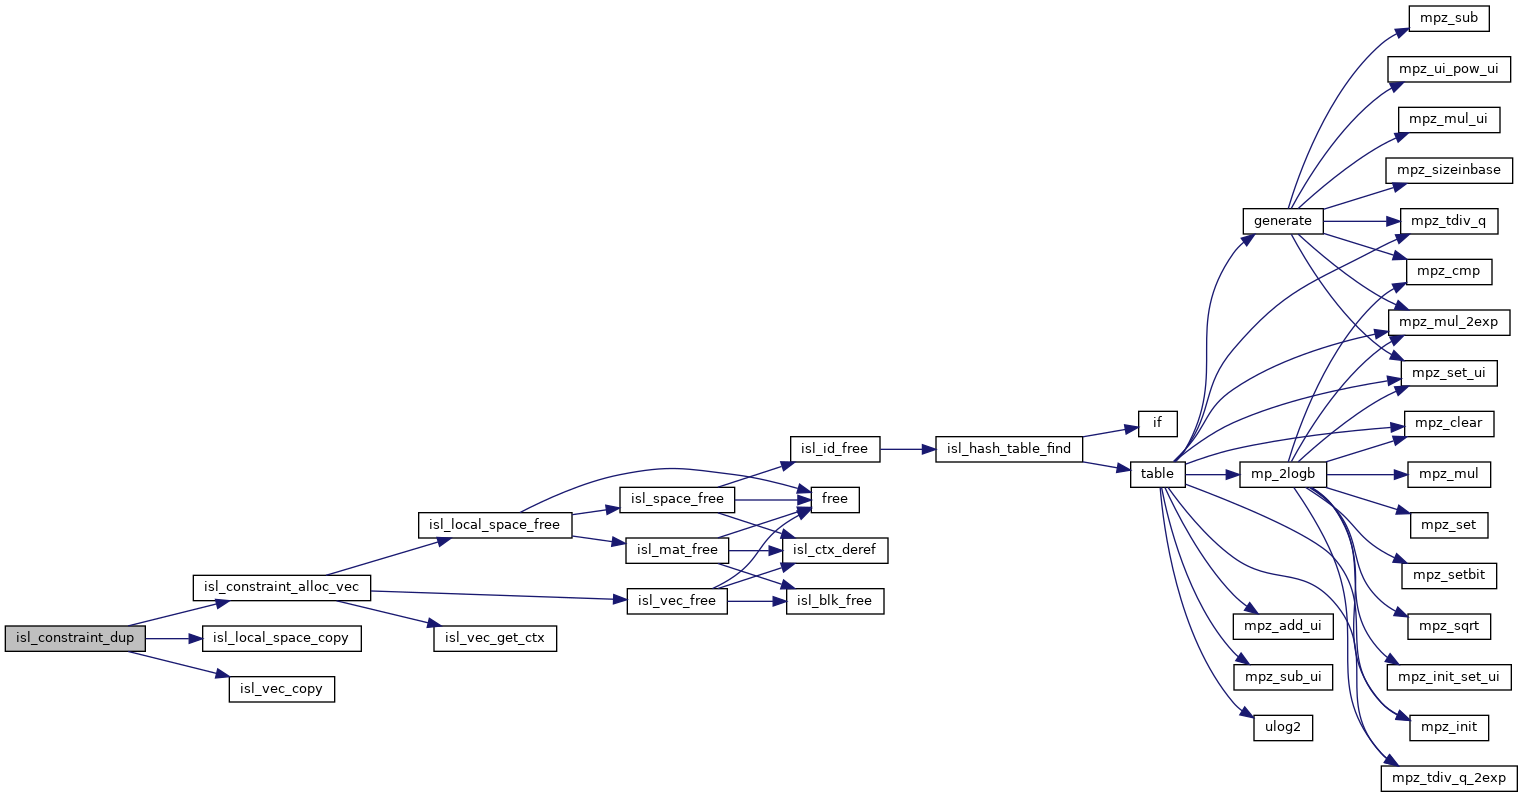 mpz_sub
mpz_ui_pow_ui
mpz_mul_ui
mpz_sizeinbase
generate
mpz_tdiv_q
mpz_cmp
mpz_mul_2exp
mpz_set_ui
if
mpz_clear
isl_id_free
isl_hash_table_find
table
mp_2logb
mpz_mul
isl_space_free
free
isl_local_space_free
mpz_set
isl_mat_free
isl_ctx_deref
mpz_setbit
isl_constraint_alloc_vec
isl_vec_free
isl_blk_free
mpz_add_ui
mpz_sqrt
isl_constraint_dup
isl_local_space_copy
isl_vec_get_ctx
mpz_sub_ui
mpz_init_set_ui
isl_vec_copy
ulog2
mpz_init
mpz_tdiv_q_2exp